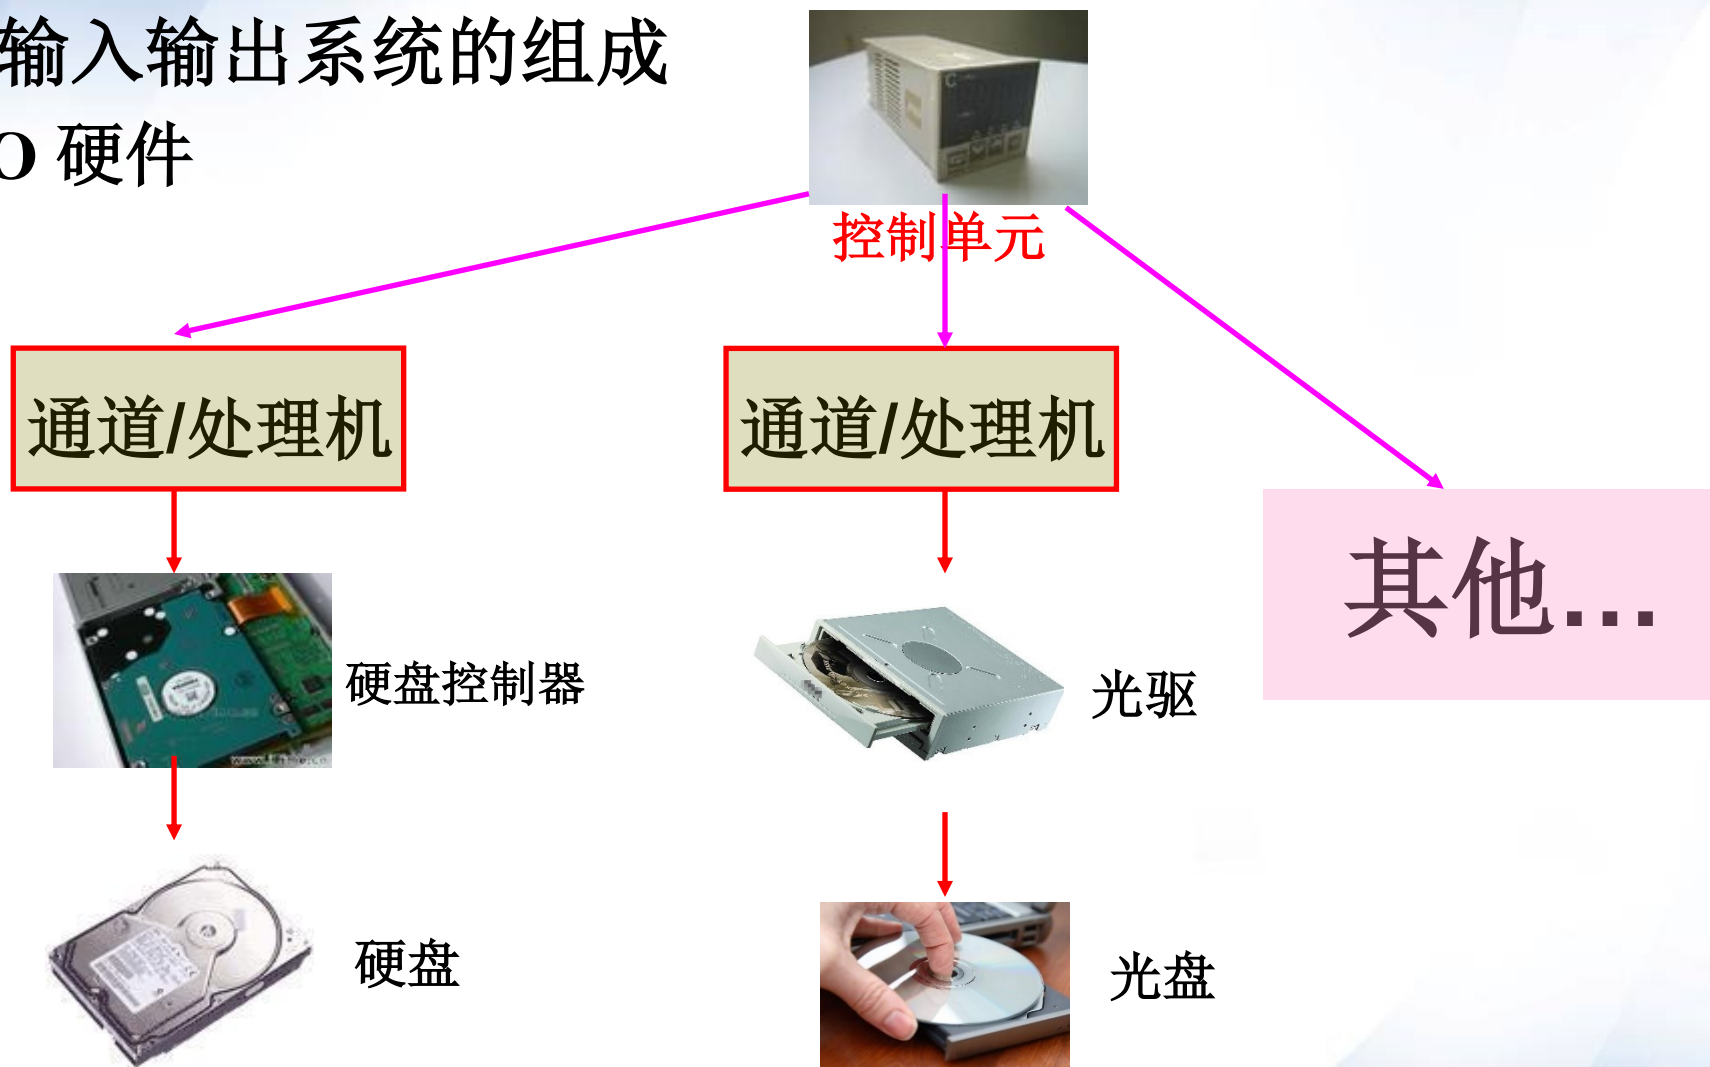 输入输出系统的组成
O 硬件
控制单元
通道/处理机
通道/处理机
其他...
硬盘控制器
光驱
硬盘
光盘